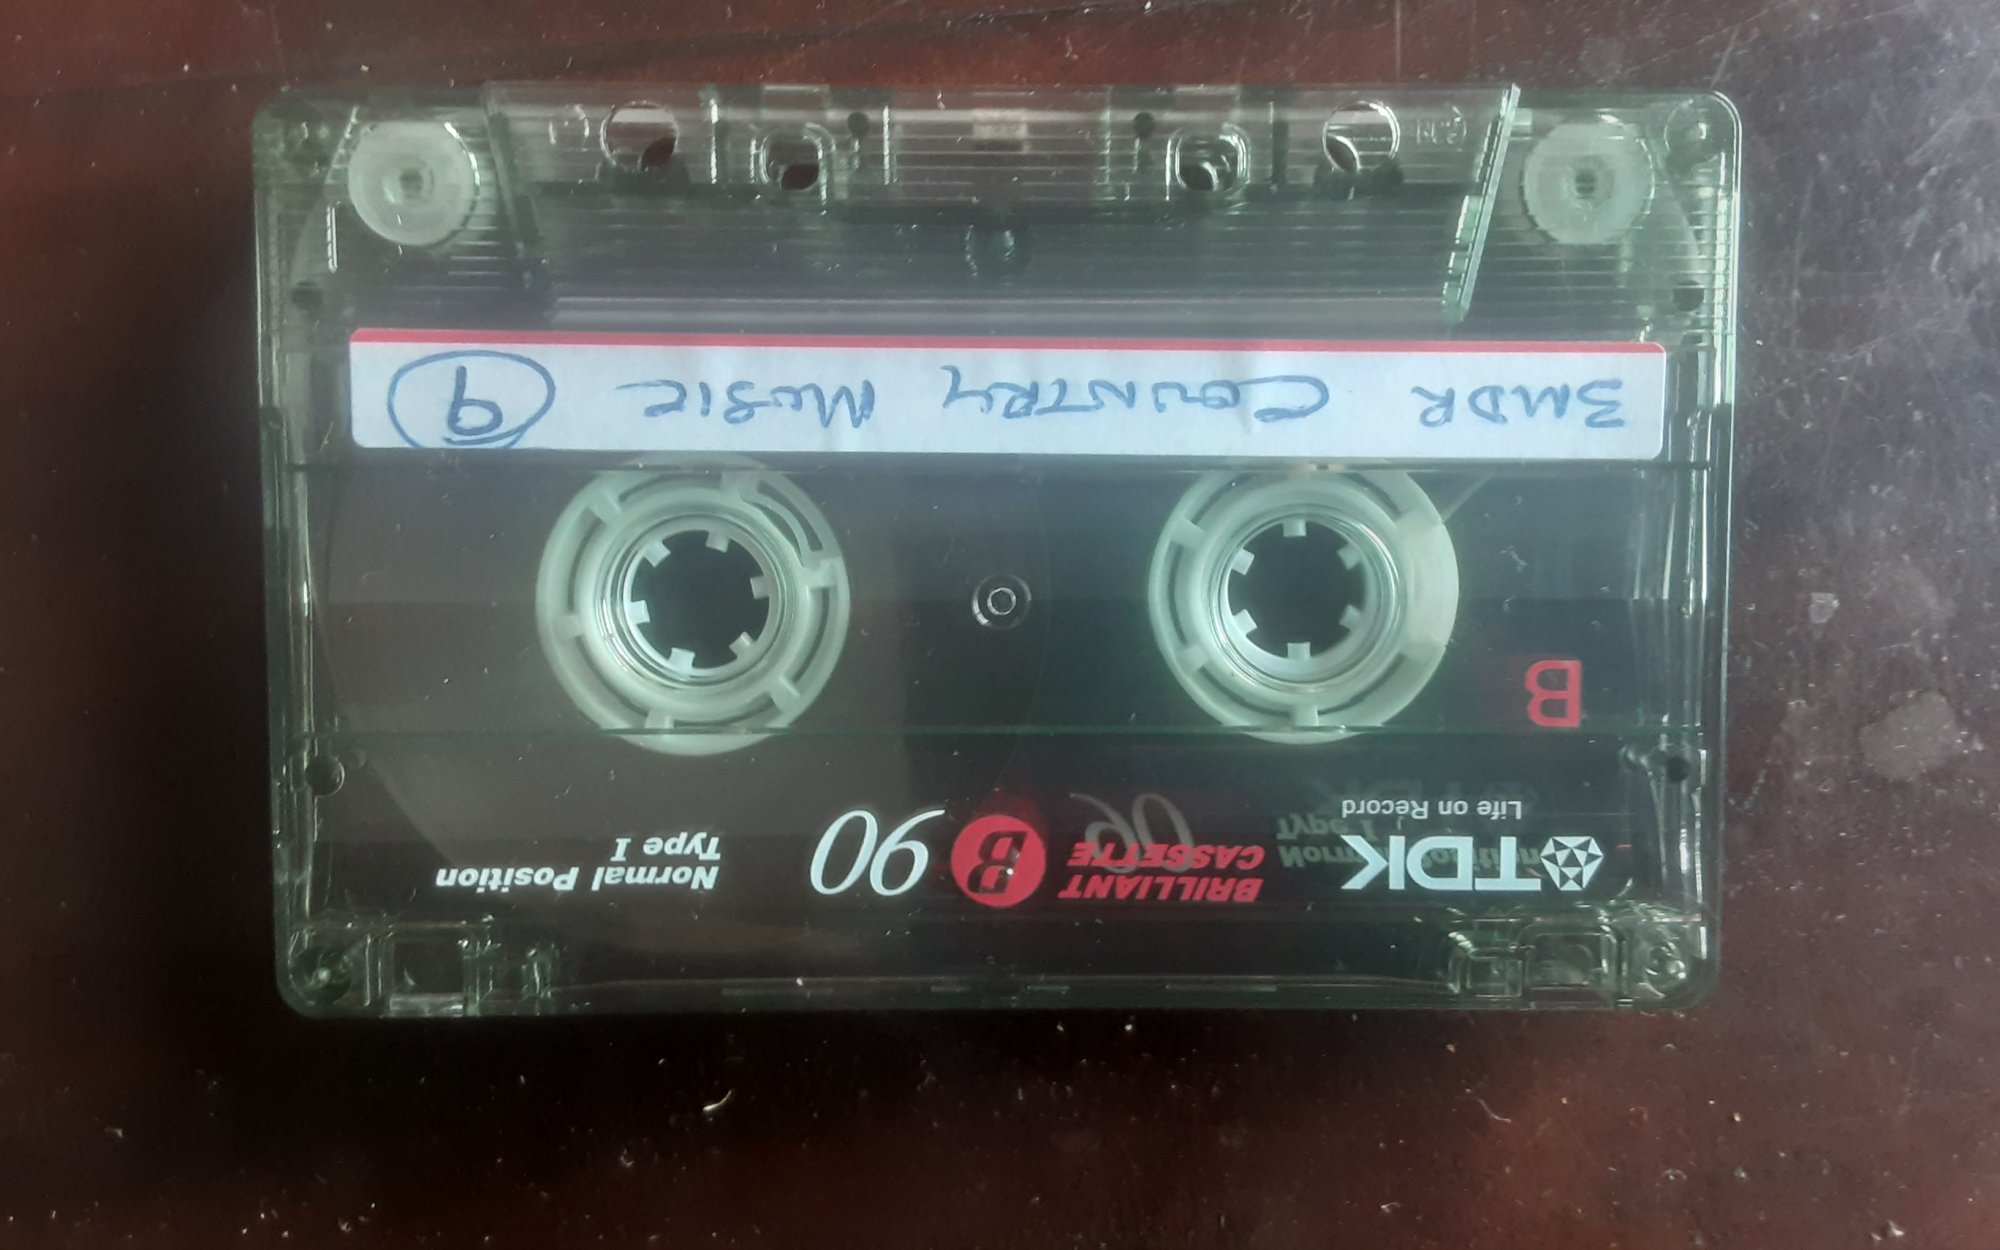 TDK
Life on Record
BRILLIANT
CASSETTE
B 90
Normal Position
Type I
B
3MDR COUNTRY MUSIC 9